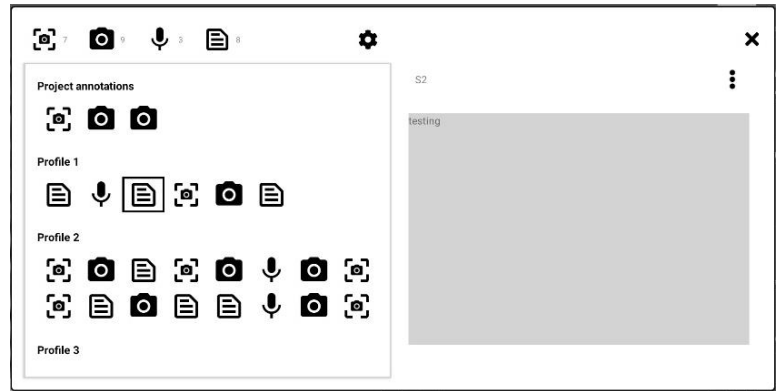 7 9 3 8
Project annotations
S2
testing
Profile 1
Profile 2
Profile 3